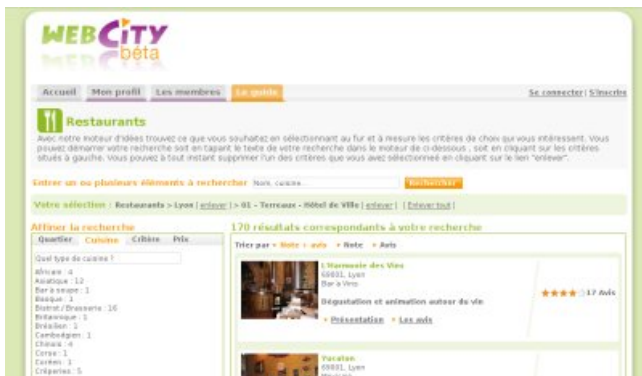 WEBCITY
béta
Accueil Mon profil Les membres Le guide Se connecter | S'inscrire
Restaurants
Avec notre moteur d'idées trouvez ce que vous souhaitez en sélectionnant au fur et à mesure les critères de choix qui vous intéressent. Vous
pouvez démarrer votre recherche soit en tapant le texte de votre recherche dans le moteur de ci-dessous , soit en cliquant sur les critères
situés à gauche. Vous pouvez à tout instant supprimer l'un des critères que vous avez sélectionneé en cliquant sur le lien "enlever".
Entrer un ou plusieurs éléments à rechercher Nom, cuisine... Rechercher
Votre sélection : Restaurants > Lyon [ enlever ] > 01 - Terreaux - Hôtel de Ville [ enlever ] [ Enlever tout ]
Affiner la recherche
Quartier Cuisine Critère Prix
Quel type de cuisine ?
Africain : 4
Asiatique : 12
Bar à soupe : 1
Basque : 1
Bistrot / Brasserie : 16
Britannique : 1
Brésilien : 1
Cambodgien : 1
Chinois : 4
Corse : 1
Coréen : 1
Crêperies : 5
170 résultats correspondants à votre recherche
Trier par Note + avis Note Avis
L'Harmonie des Vins
69001, Lyon
Bar à Vins
Dégustation et animation autour du vin
Présentation Les avis
17 Avis
Yucatan
69001, Lyon